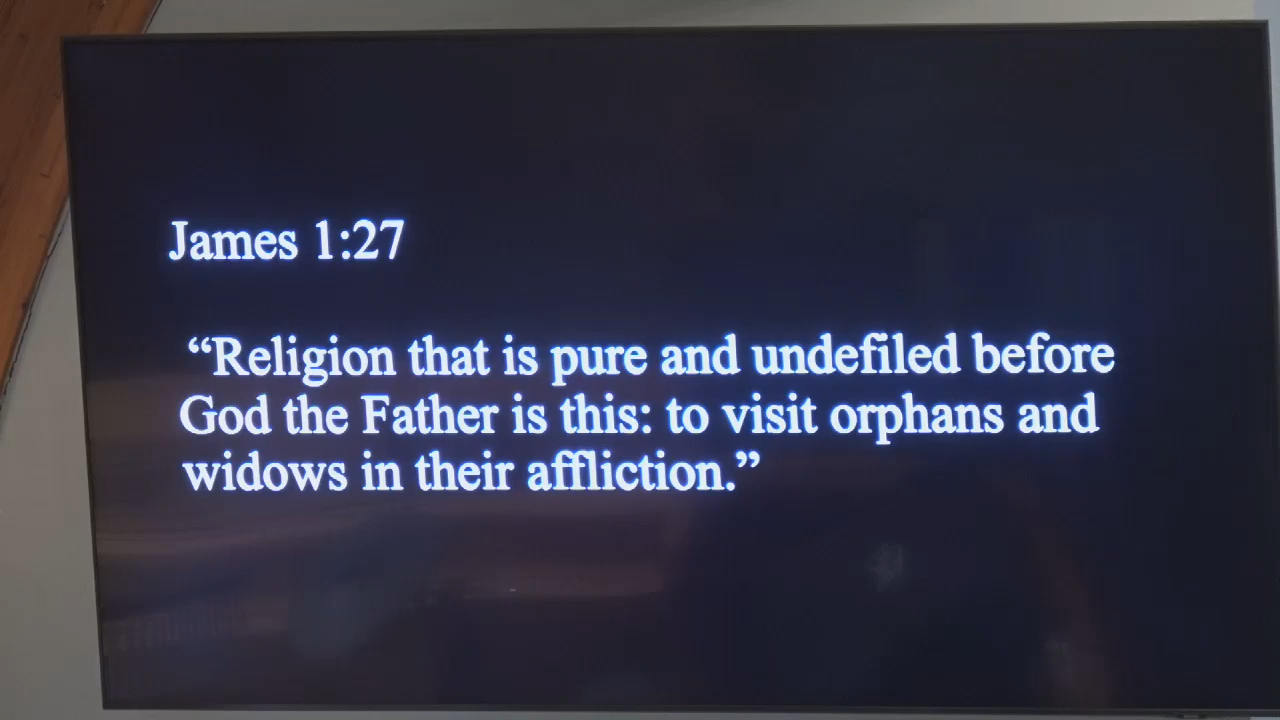 James 1:27
“Religion that is pure and undefiled before
God the Father is this: to visit orphans and
widows in their affliction.”